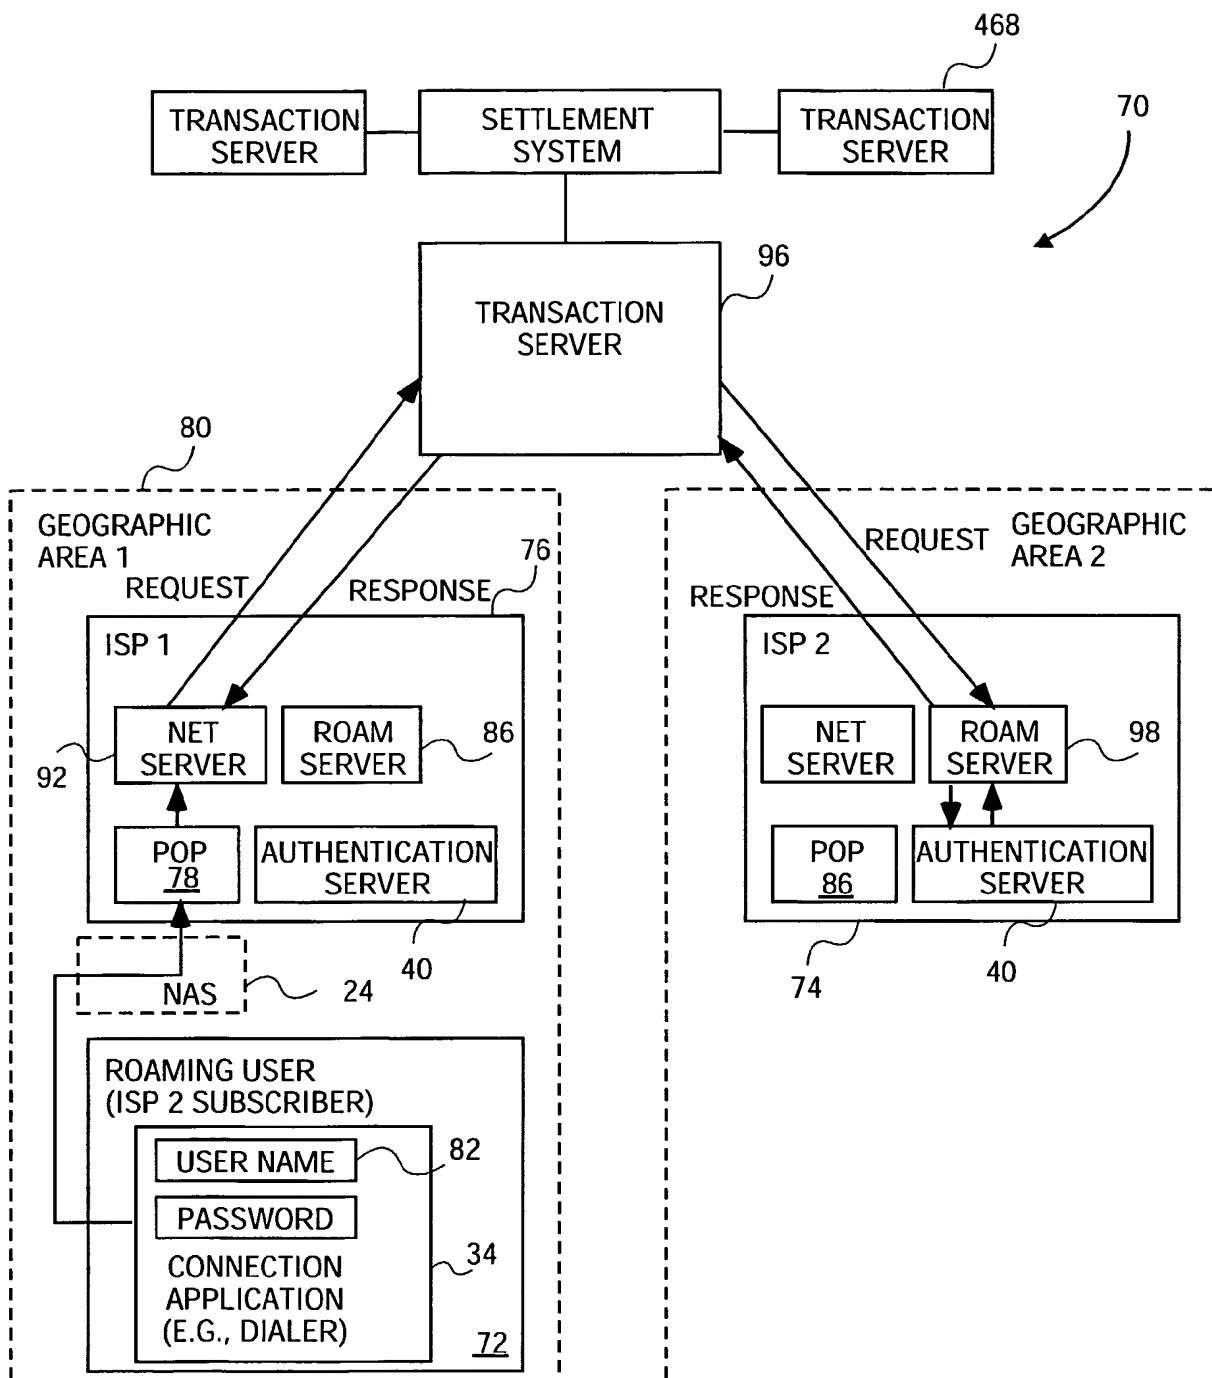 468
TRANSACTION
SERVER
SETTLEMENT
SYSTEM
TRANSACTION
SERVER
70
96
TRANSACTION
SERVER
80
GEOGRAPHIC
AREA 1
REQUEST
RESPONSE
76
REQUEST
GEOGRAPHIC
AREA 2
RESPONSE
ISP 1
NET
SERVER
ROAM
SERVER
86
92
POP
78
AUTHENTICATION
SERVER
40
ISP 2
NET
SERVER
ROAM
SERVER
98
POP
86
AUTHENTICATION
SERVER
74
40
NAS
24
ROAMING USER
(ISP 2 SUBSCRIBER)
USER NAME
82
PASSWORD
34
CONNECTION
APPLICATION
(E.G., DIALER)
72